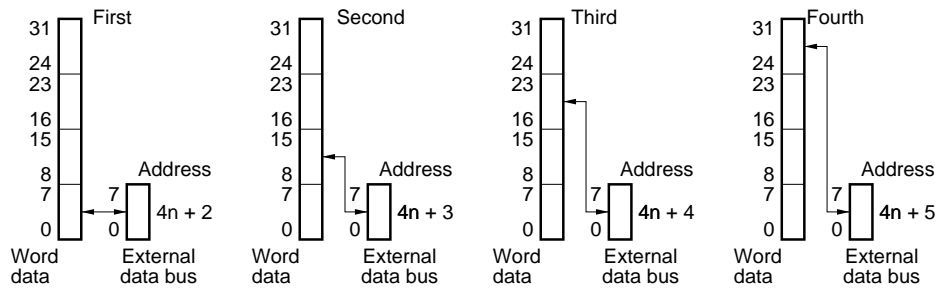 First
31
24
23
16
15
8
7
0
Word
data
7
0
Address
4n + 2
External
data bus
Second
31
24
23
16
15
8
7
0
Word
data
7
0
Address
4n + 3
External
data bus
Third
31
24
23
16
15
8
7
0
Word
data
7
0
Address
4n + 4
External
data bus
Fourth
31
24
23
16
15
8
7
0
Word
data
7
0
Address
4n + 5
External
data bus